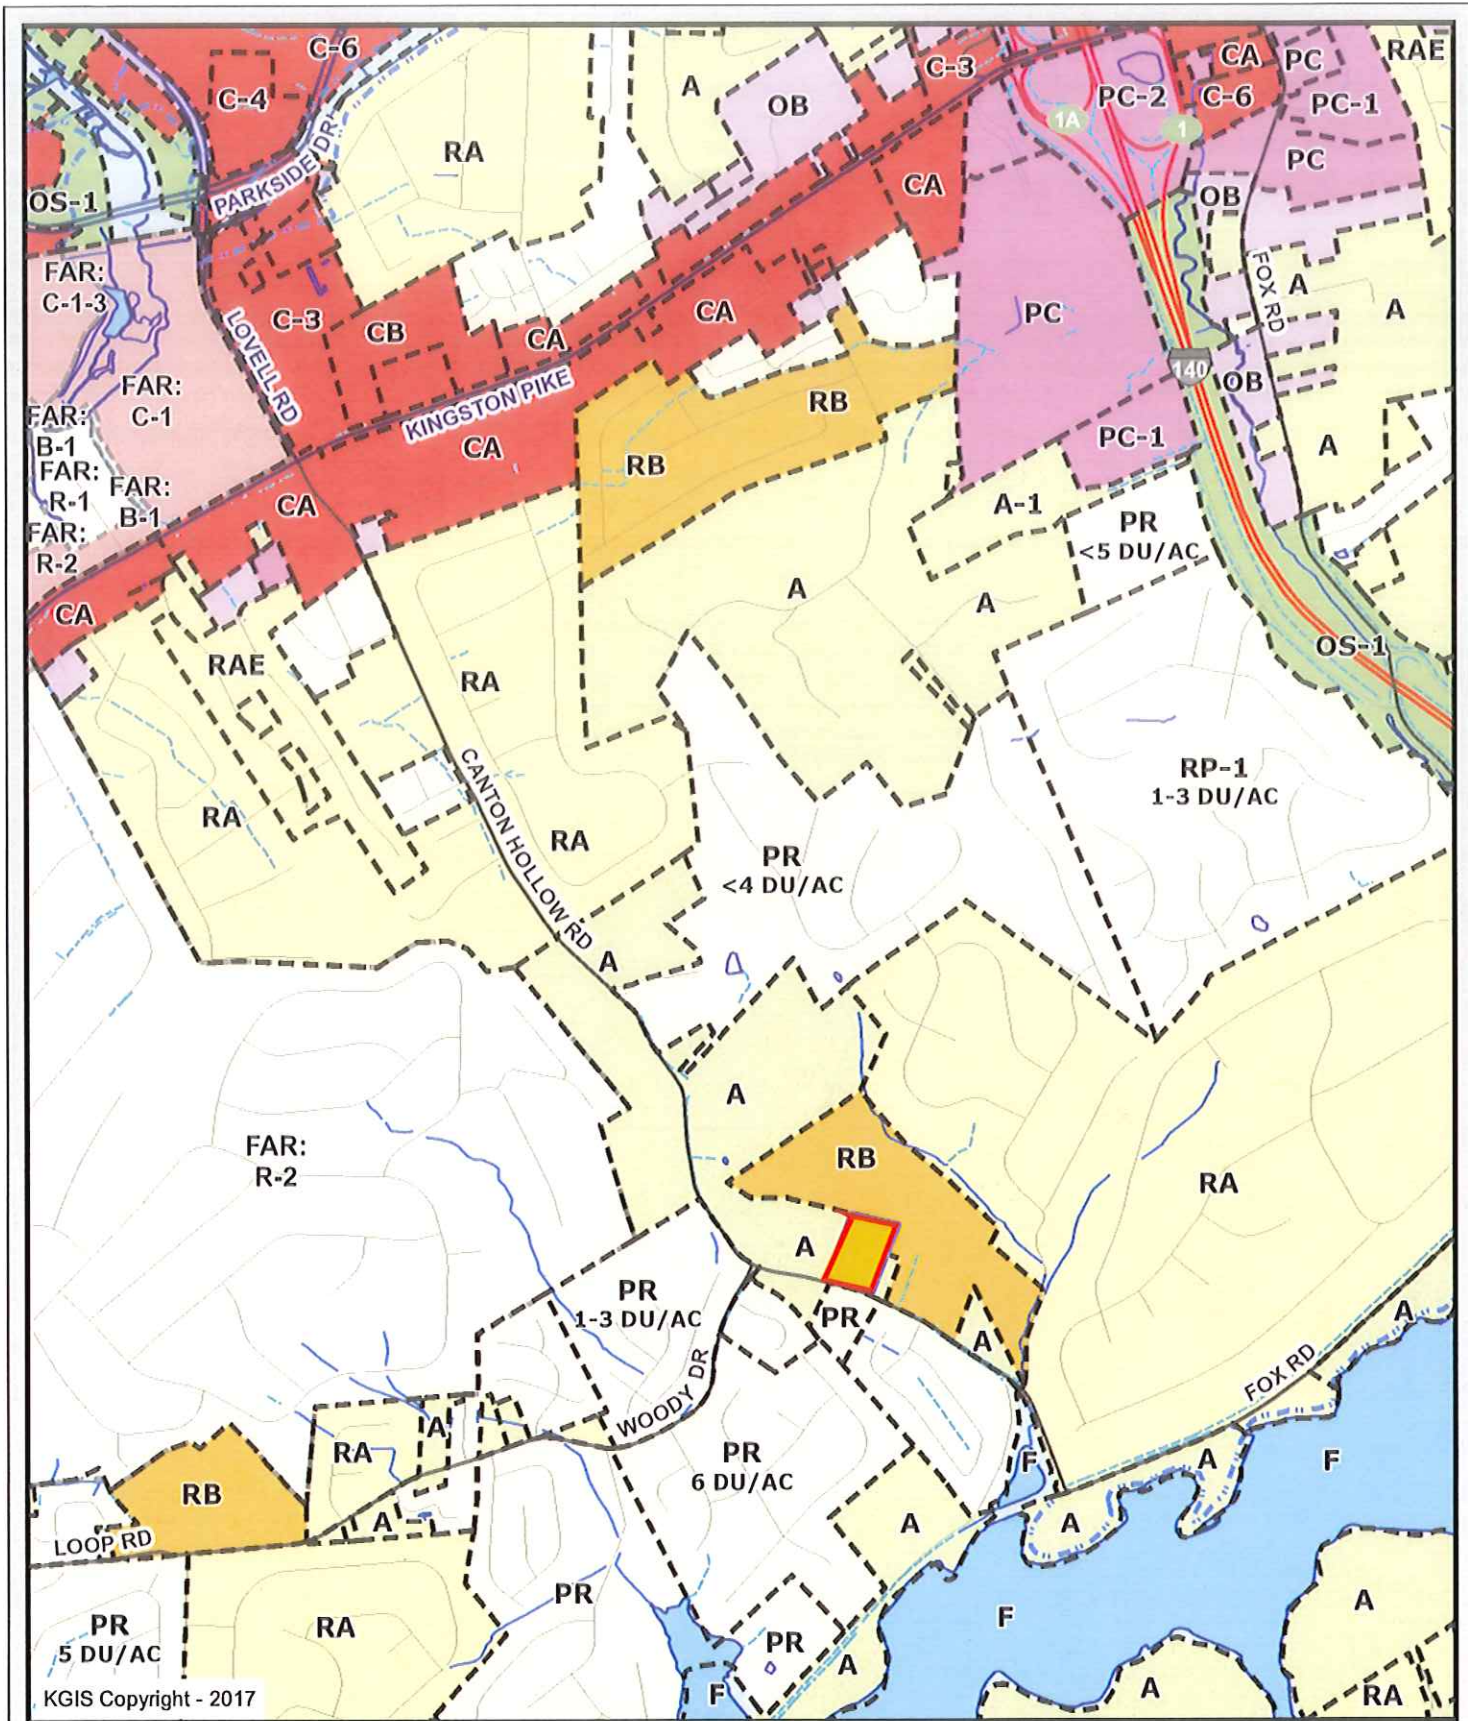 C-6
C-4
PARKSIDE DR
RA
A
OB
C-3
PC-2
1A
1
CA
PC
RAE
C-6
PC-1
PC
OS-1
CA
OB
FAR:
C-1-3
C-3
LOVELL RD
CB
CA
CA
PC
FOX RD
A
A
140
OB
FAR:
C-1
KINGSTON PIKE
RB
FAR:
B-1
CA
PC-1
A
FAR:
R-1
FAR:
B-1
RB
CA
A-1
PR
<5 DU/AC
FAR:
R-2
CA
A
A
RAE
OS-1
RA
RP-1
1-3 DU/AC
CANTON HOLLOW RD
RA
RA
PR
<4 DU/AC
A
A
FAR:
R-2
RB
RA
A
PR
1-3 DU/AC
PR
A
A
WOODY DR
FOX RD
A
RA
PR
6 DU/AC
F
A
F
RB
A
A
A
LOOP RD
PR
5 DU/AC
RA
PR
F
A
PR
A
F
A
RA
KGIS Copyright - 2017